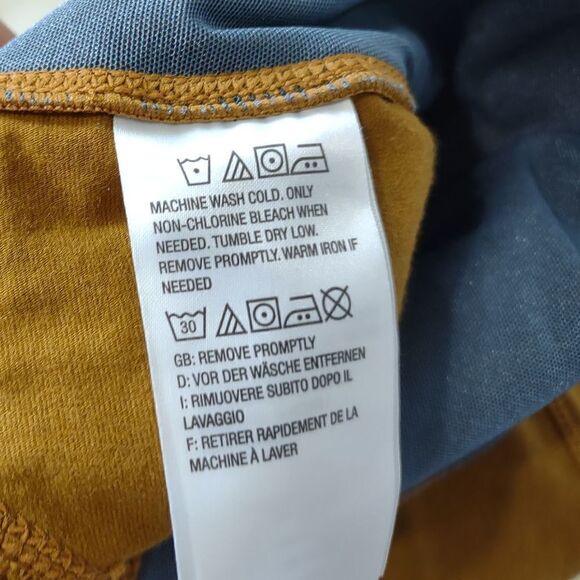 MACHINE WASH COLD. ONLY
NON-CHLORINE BLEACH WHEN
NEEDED. TUMBLE DRY LOW.
REMOVE PROMPTLY. WARM IRON IF
NEEDED
30
GB: REMOVE PROMPTLY
D: VOR DER WÄSCHE ENTFERNEN
I: RIMUOVERE SUBITO DOPO IL
LAVAGGIO
F: RETIRER RAPIDEMENT DE LA
MACHINE À LAVER